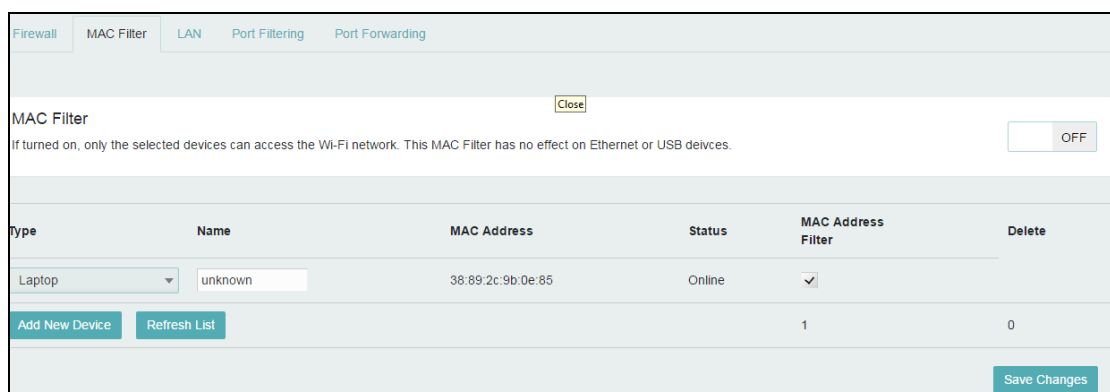 Firewall MAC Filter LAN Port Filtering Port Forwarding
Close
MAC Filter
If turned on, only the selected devices can access the Wi-Fi network. This MAC Filter has no effect on Ethernet or USB deivces.
OFF
Type Name MAC Address Status MAC Address Filter Delete
Laptop unknown 38:89:2c:9b:0e:85 Online
Add New Device Refresh List 1 0
Save Changes